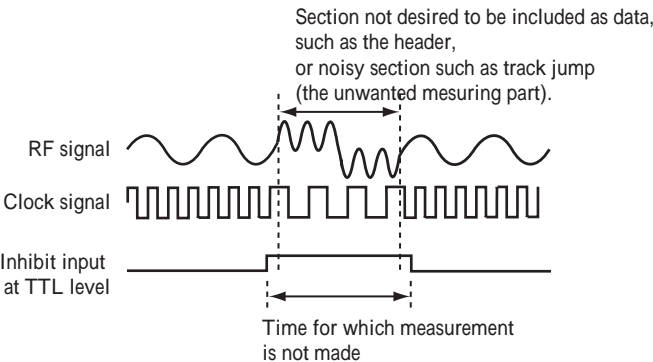 Section not desired to be included as data,
such as the header,
or noisy section such as track jump
(the unwanted mesuring part).
RF signal
Clock signal
Inhibit input
at TTL level
Time for which measurement
is not made